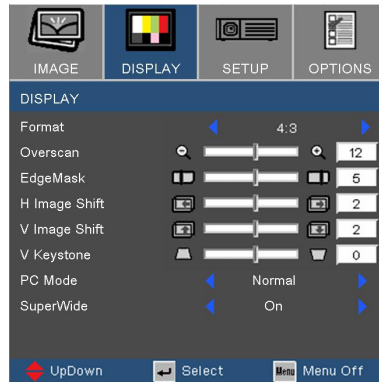 IMAGE DISPLAY SETUP OPTIONS
DISPLAY
Format 4:3
Overscan 12
EdgeMask 5
H Image Shift 2
V Image Shift 2
V Keystone 0
PC Mode Normal
SuperWide On
UpDown Select Menu Menu Off